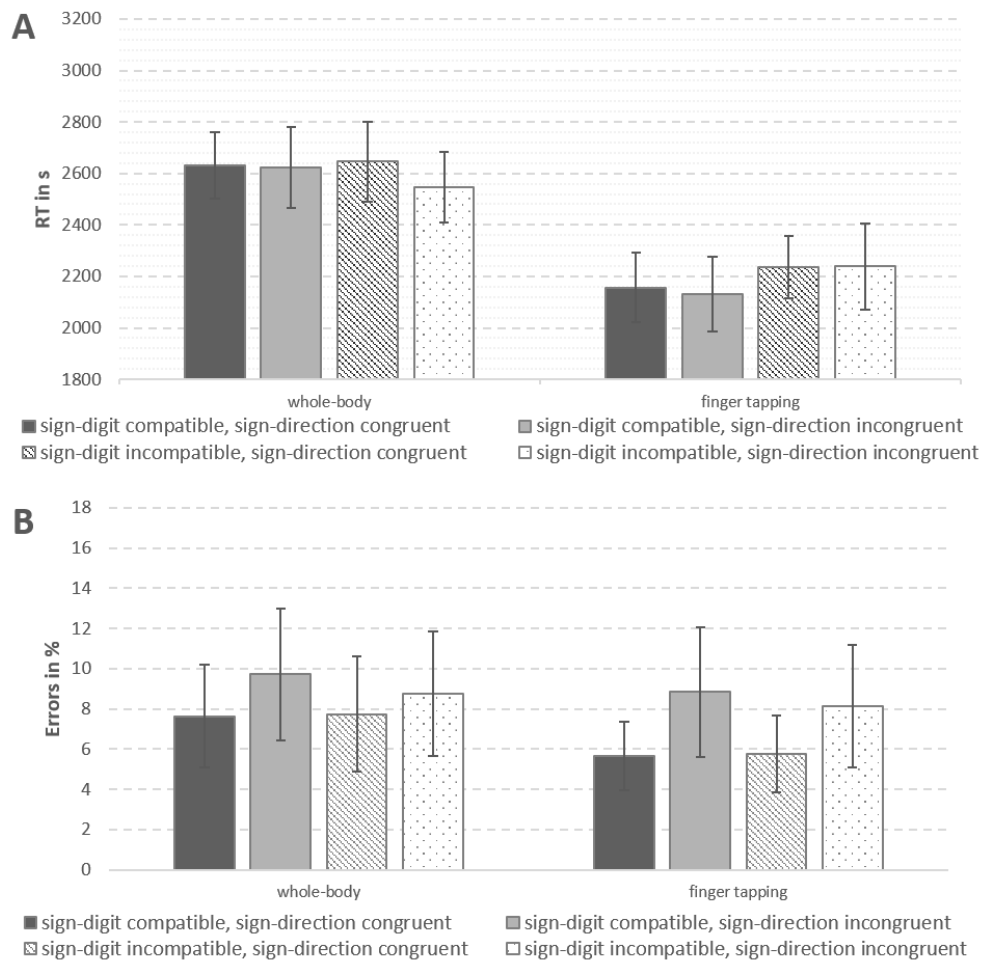 A
3200
3000
2800
2600
2400
2200
2000
1800
RT in s
whole-body finger tapping
sign-digit compatible, sign-direction congruent sign-digit compatible, sign-direction incongruent
sign-digit incompatible, sign-direction congruent sign-digit incompatible, sign-direction incongruent
B
18
16
14
12
10
8
6
4
2
0
Errors in %
whole-body finger tapping
sign-digit compatible, sign-direction congruent sign-digit compatible, sign-direction incongruent
sign-digit incompatible, sign-direction congruent sign-digit incompatible, sign-direction incongruent